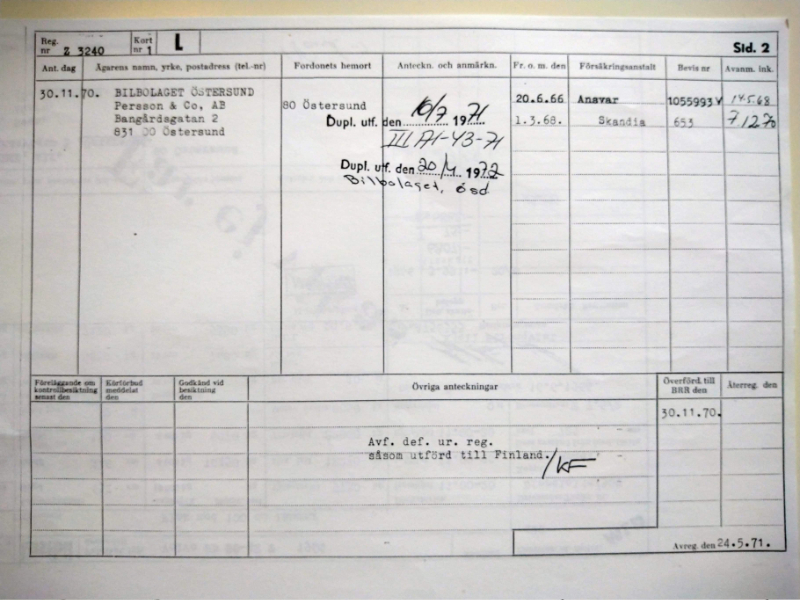 Reg. nr Z 3240 Kort nr 1 L Sid. 2
Ant. dag Ägarens namn, yrke, postadress (tel.-nr) Fordonets hemort Anteckn. och anmärkn. Fr. o. m. den Försäkringsanstalt Bevis nr Avanm. ink.
30.11.70. BILBOLAGET ÖSTERSUND
Persson & Co, AB 80 Östersund 20.6.66 Ansvar 1055993 14.5.68
Bangårdsgatan 2 Dupl. utf. den 16/7 1971 1.3.68. Skandia 653 7 12 70
831 00 Östersund III A1-43-71
Dupl. utf. den 20/4 1972
Bilbolaget, ösd
Föreläggande om kontrollbesiktning senast den Körförbud meddelat den Godkänd vid besiktning den Övriga anteckningar Överförd. till BRR den Återreg. den
30.11.70.
Avf. def. ur. reg.
såsom utförd till Finland. /KF
Avreg. den 24.5.71.